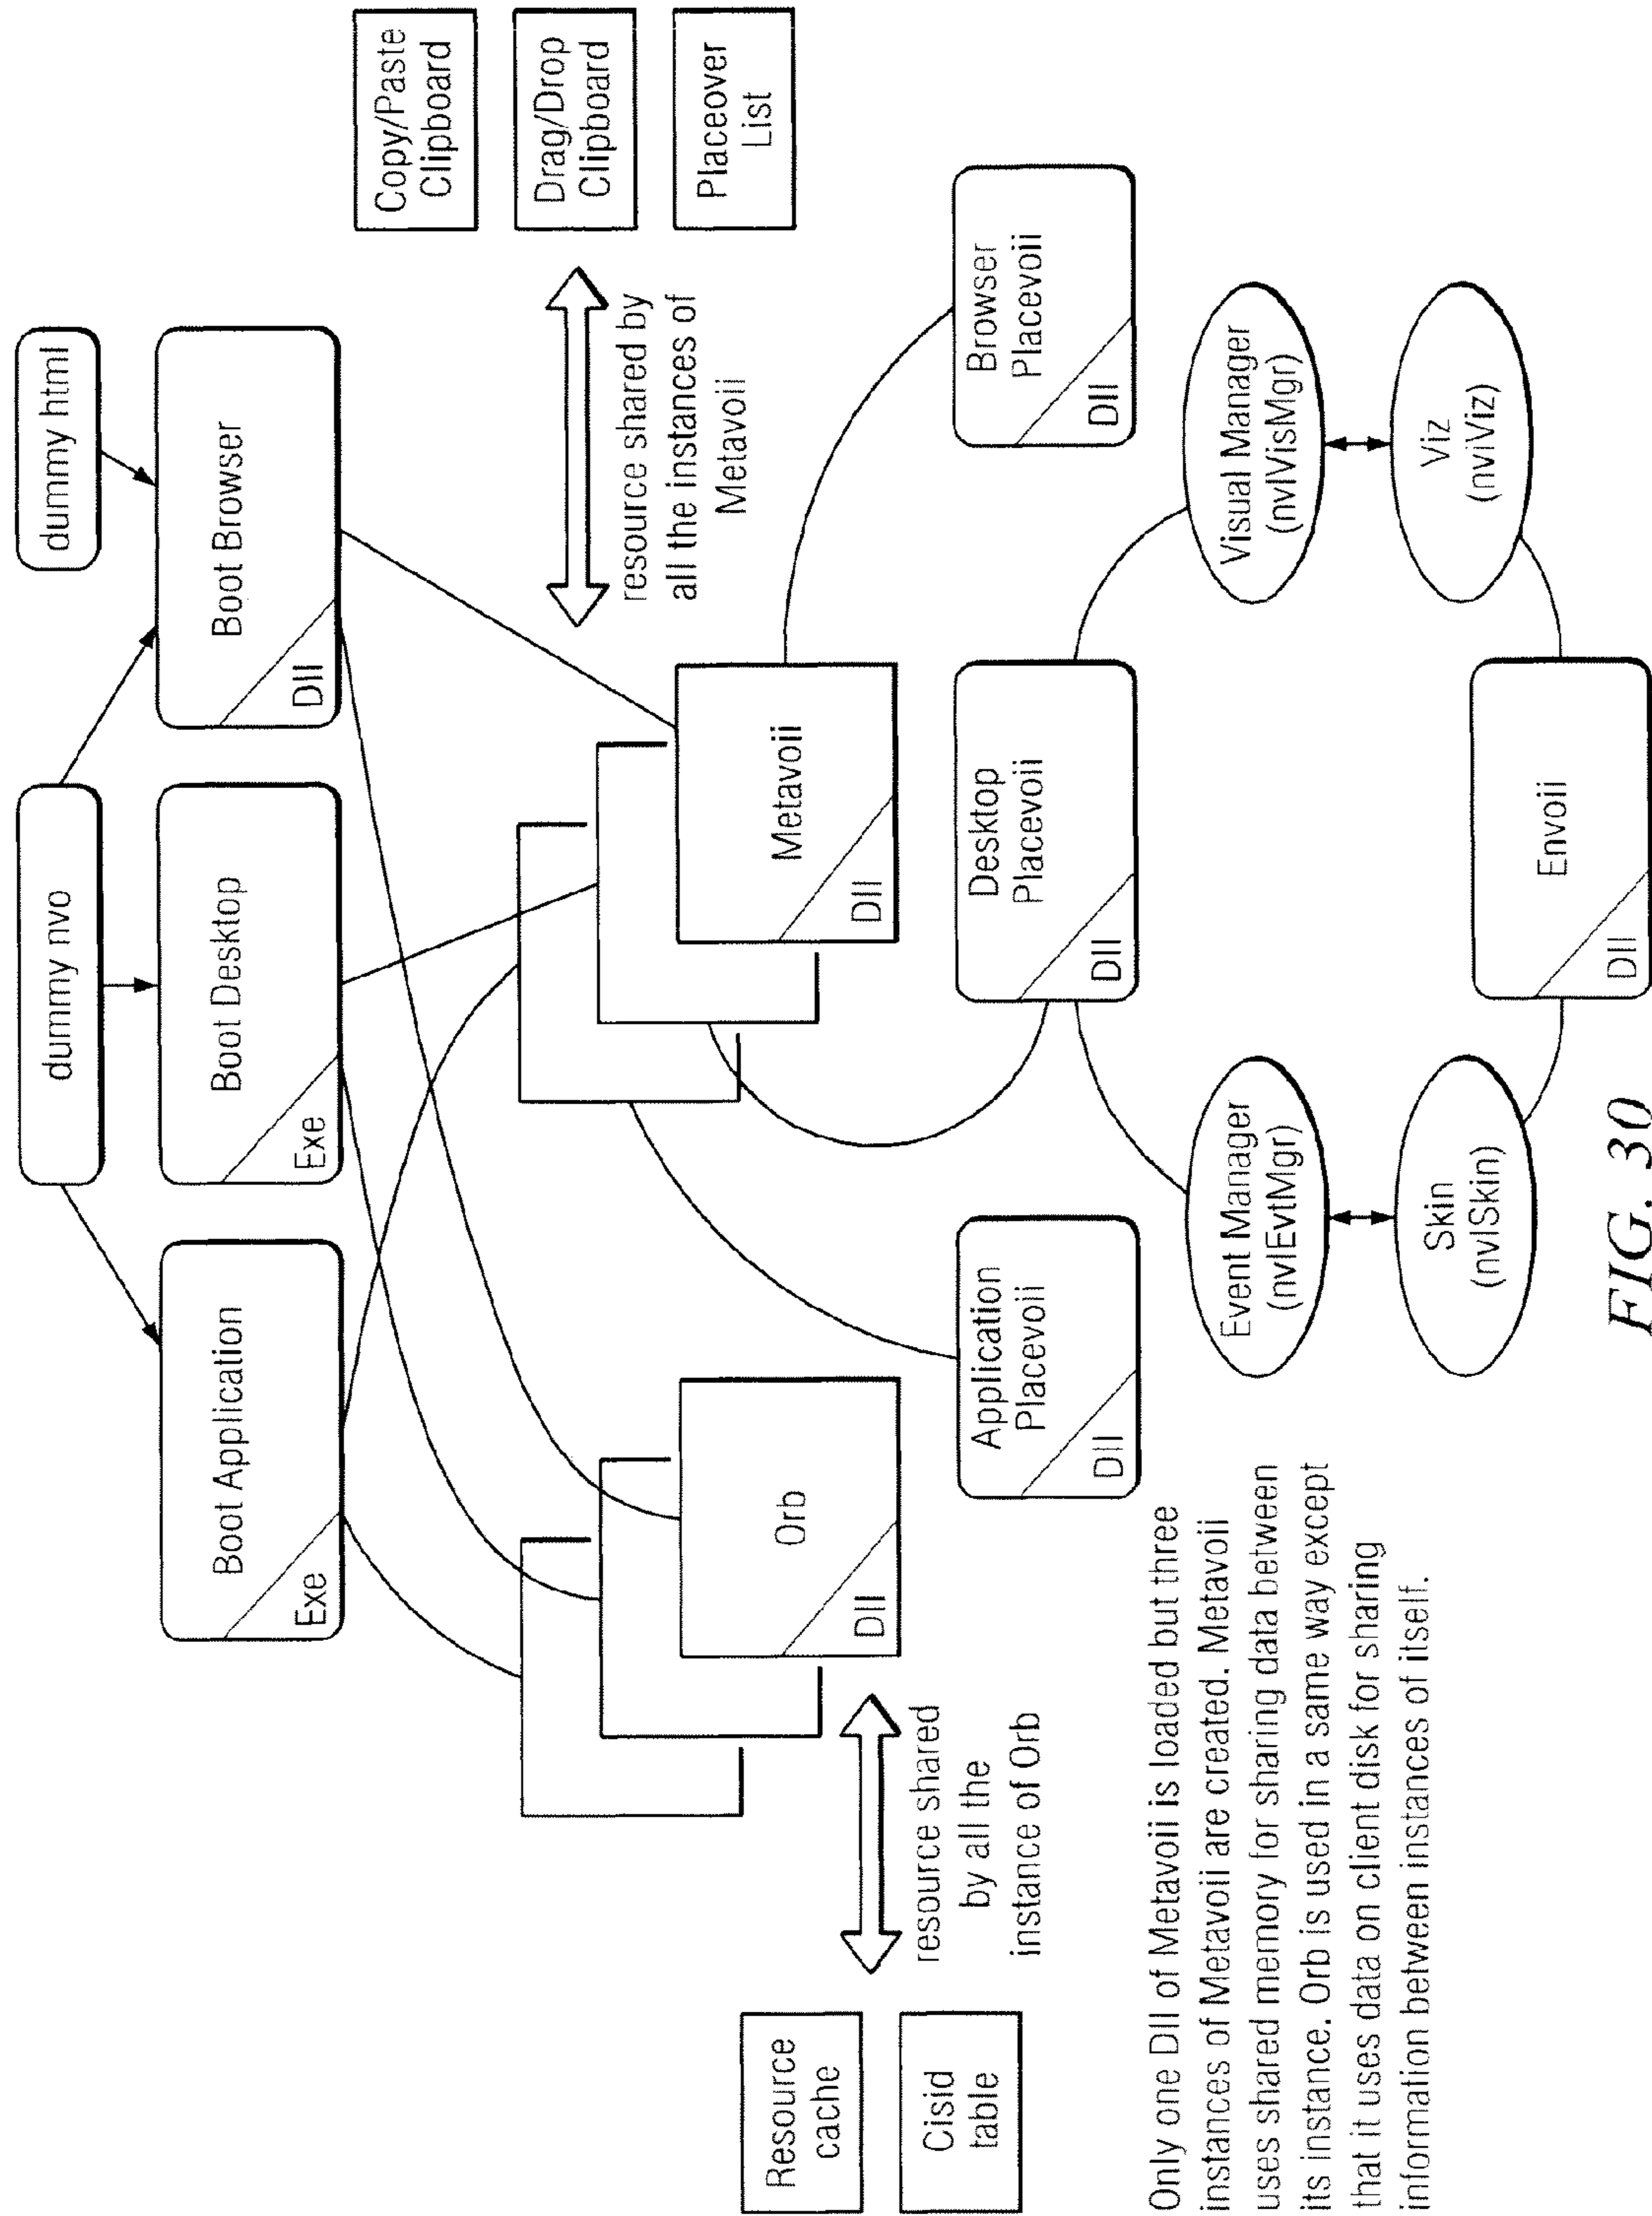 dummy nvo
dummy html
Boot Application
Exe
Boot Desktop
Exe
Boot Browser
Dll
Copy/Paste
Clipboard
Drag/Drop
Clipboard
Placeover
List
resource shared by
all the instances of
Metavoii
Orb
Dll
Metavoii
Dll
Resource
cache
Cisid
table
resource shared
by all the
instance of Orb
Application
Placevoii
Dll
Desktop
Placevoii
Dll
Browser
Placevoii
Dll
Event Manager
(nvIEvtMgr)
Visual Manager
(nvIVisMgr)
Skin
(nvISkin)
Viz
(nviViz)
Envoii
Dll
Only one Dll of Metavoii is loaded but three
instances of Metavoii are created. Metavoii
uses shared memory for sharing data between
its instance. Orb is used in a same way except
that it uses data on client disk for sharing
information between instances of itself.
FIG. 30